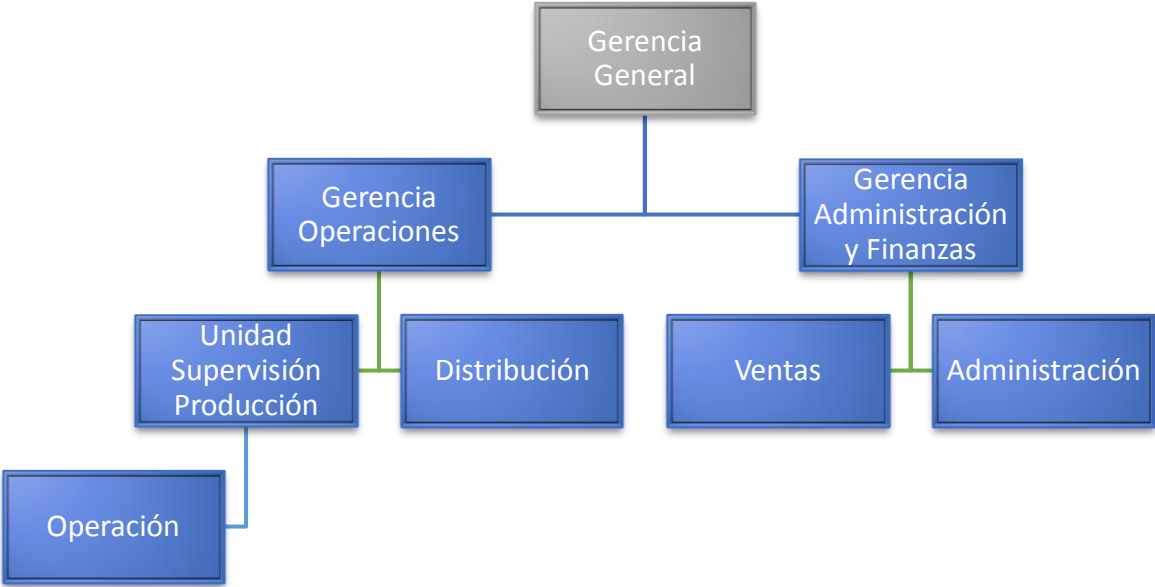 Gerencia
General
Gerencia
Operaciones
Gerencia
Administración
y Finanzas
Unidad
Supervisión
Producción
Distribución
Ventas
Administración
Operación